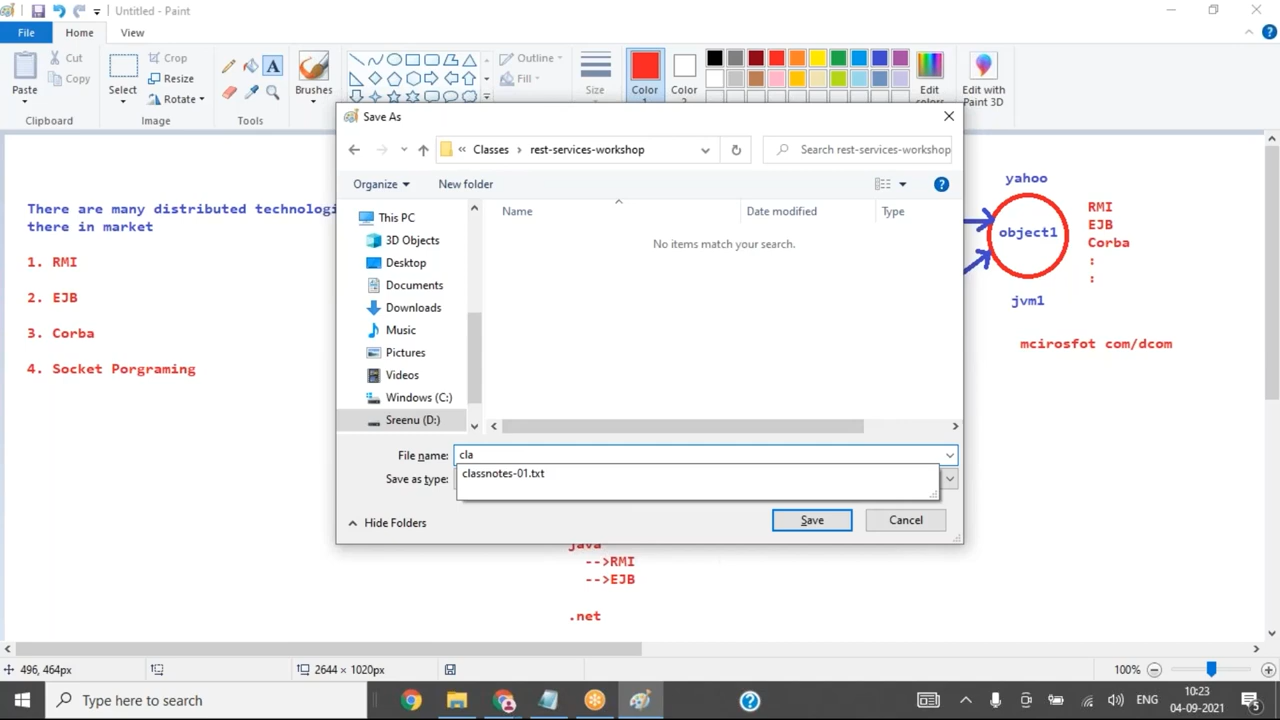 Untitled - Paint
File
Home
View
Paste
Cut
Copy
Clipboard
Select
Crop
Resize
Rotate
Image
A
Tools
Brushes
Outline
Fill
Size
Color
1
Color
2
Edit
colors
Edit with
Paint 3D
There are many distributed technologi
there in market
1. RMI
2. EJB
3. Corba
4. Socket Porgraming
Save As
« Classes › rest-services-workshop
Search rest-services-workshop
Organize
New folder
This PC
3D Objects
Desktop
Documents
Downloads
Music
Pictures
Videos
Windows (C:)
Sreenu (D:)
Name
Date modified
Type
No items match your search.
File name:
cla
classnotes-01.txt
Save as type:
Hide Folders
Save
Cancel
yahoo
object1
jvm1
RMI
EJB
Corba
:
:
mcirosfot com/dcom
java
-->RMI
-->EJB
.net
496, 464px
2644 × 1020px
100%
Type here to search
ENG
10:23
04-09-2021
5